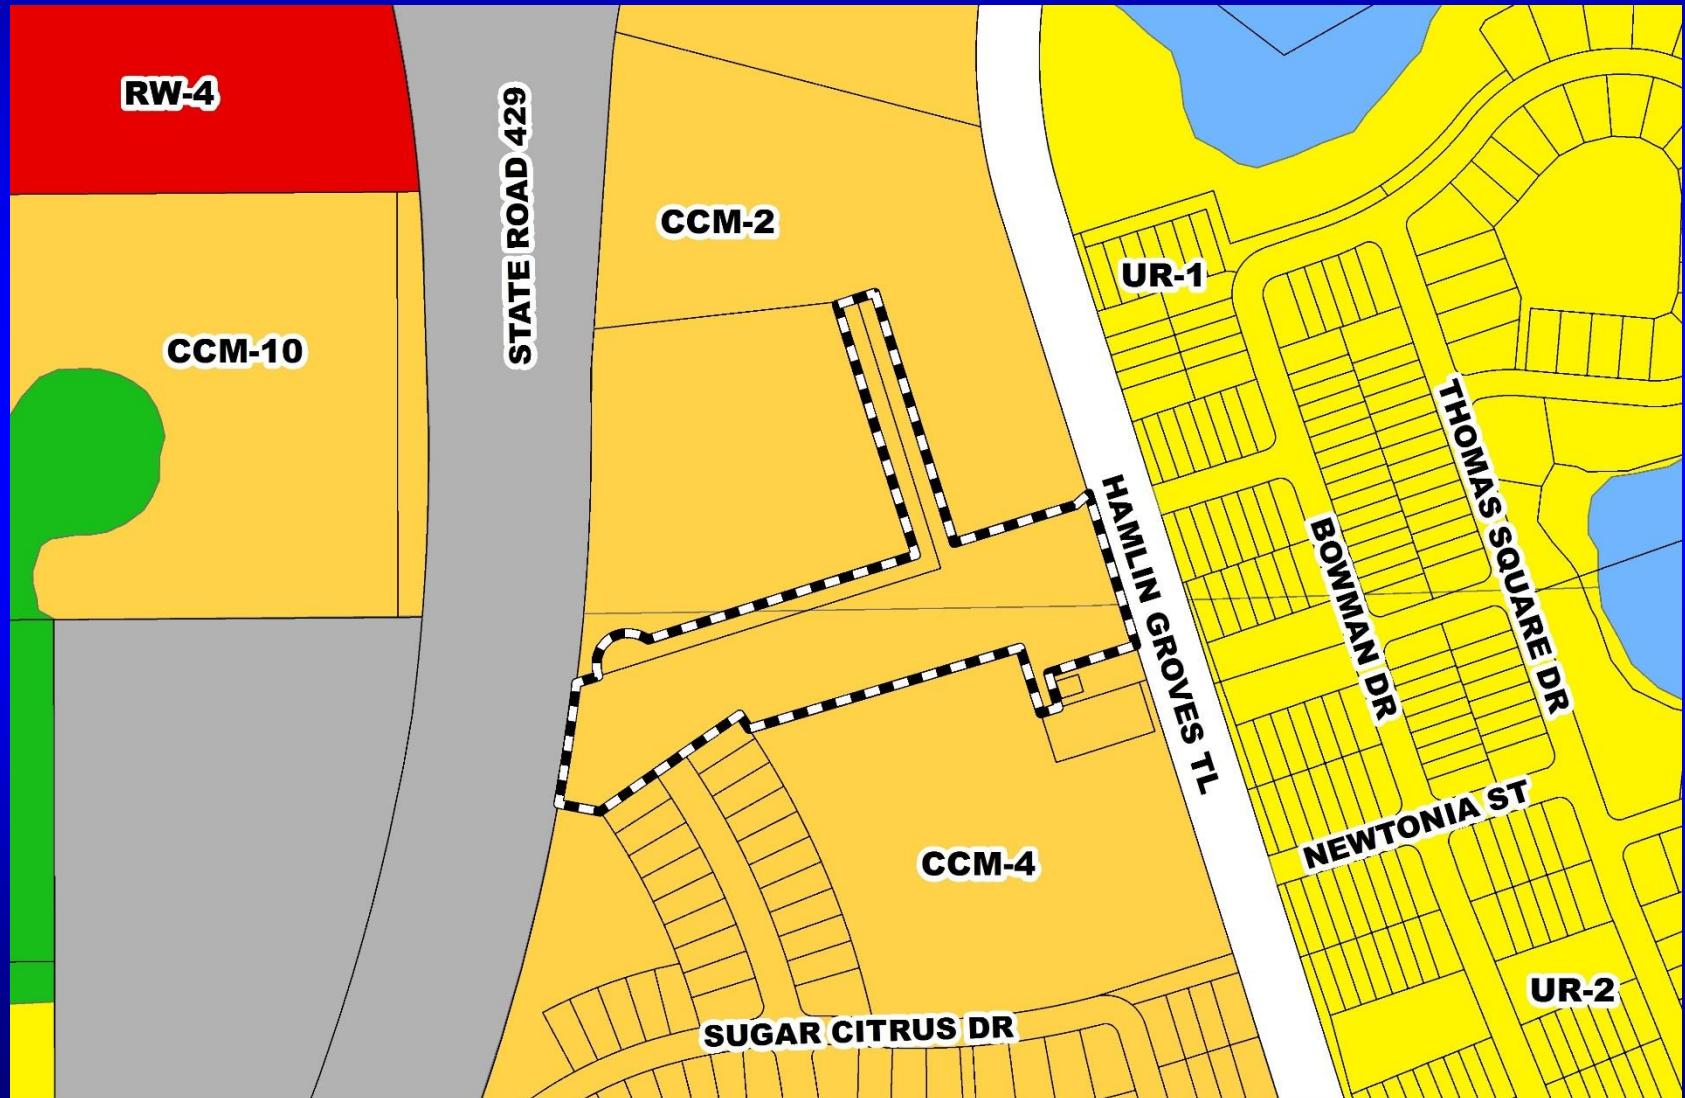 RW-4
STATE ROAD 429
CCM-2
UR-1
CCM-10
THOMAS SQUARE DR
HAMLIN GROVES TL
BOWMAN DR
NEWTONIA ST
CCM-4
UR-2
SUGAR CITRUS DR